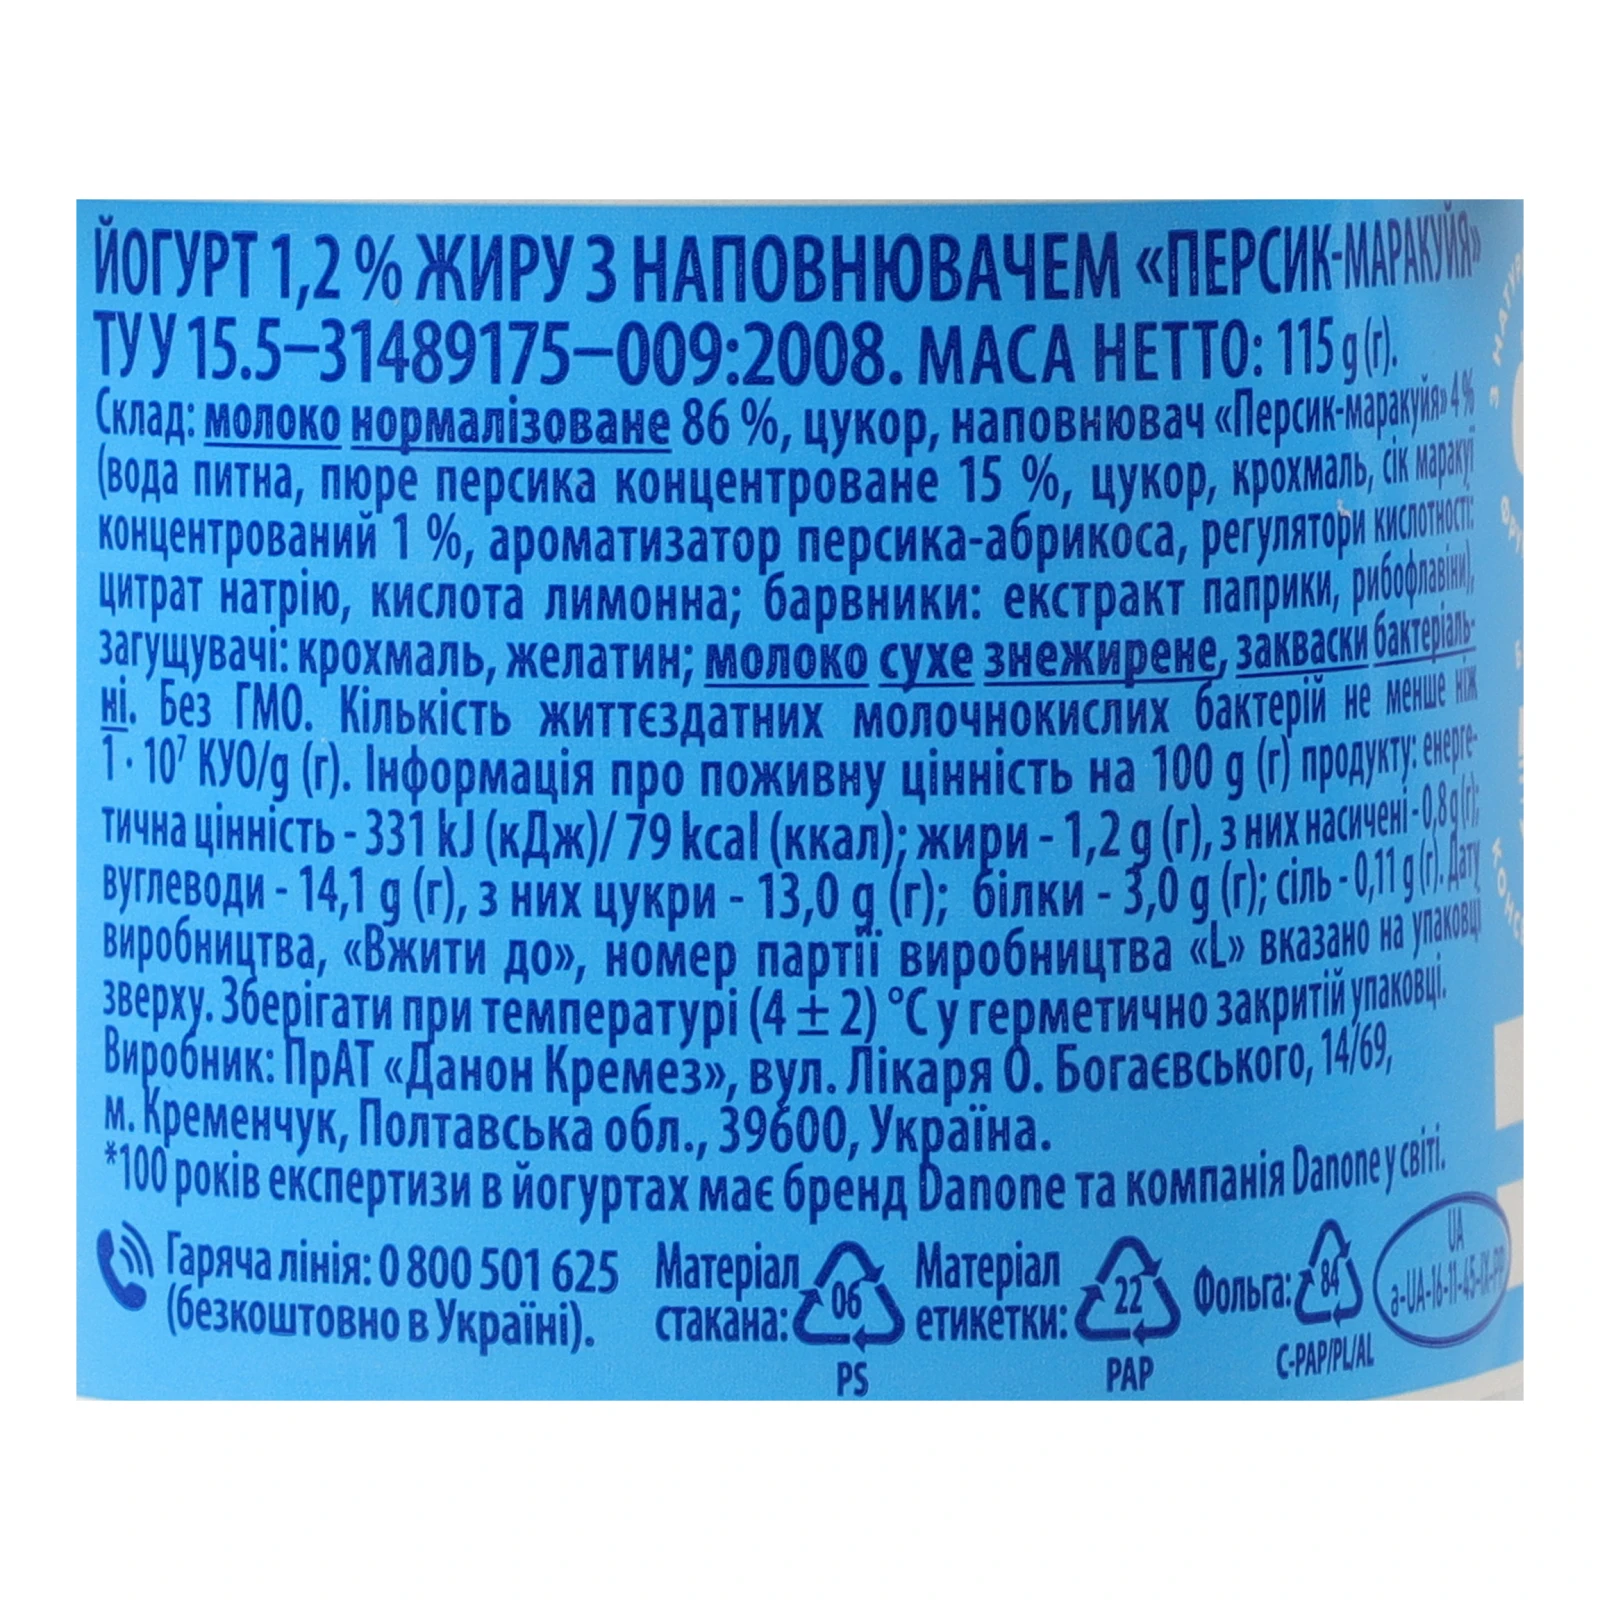 ЙОГУРТ 1,2 % ЖИРУ З НАПОВНЮВАЧЕМ «ПЕРСИК-МАРАКУЙЯ»
ТУ У 15.5–31489175–009:2008. МАСА НЕТТО: 115 g (г).
Склад: молоко нормалізоване 86 %, цукор, наповнювач «Персик-маракуйя» 4 %
(вода питна, пюре персика концентроване 15 %, цукор, крохмаль, сік маракуї
концентрований 1 %, ароматизатор персика-абрикоса, регулятори кислотності:
цитрат натрію, кислота лимонна; барвники: екстракт паприки, рибофлавіни),
загущувачі: крохмаль, желатин; молоко сухе знежирене, закваски бактеріаль-
ні. Без ГМО. Кількість життєздатних молочнокислих бактерій не менше ніж
1 · 10⁷ КУО/g (г). Інформація про поживну цінність на 100 g (г) продукту: енерге-
тична цінність - 331 kJ (кДж)/ 79 kcal (ккал); жири - 1,2 g (г), з них насичені - 0,8 g (г);
вуглеводи - 14,1 g (г), з них цукри - 13,0 g (г); білки - 3,0 g (г); сіль - 0,11 g (г). Дату
виробництва, «Вжити до», номер партії виробництва «L» вказано на упаковці
зверху. Зберігати при температурі (4 ± 2) °С у герметично закритій упаковці.
Виробник: ПрАТ «Данон Кремез», вул. Лікаря О. Богаєвського, 14/69,
м. Кременчук, Полтавська обл., 39600, Україна.
*100 років експертизи в йогуртах має бренд Danone та компанія Danone у світі.
Гаряча лінія: 0 800 501 625
(безкоштовно в Україні).
Матеріал
стакана:
06
PS
Матеріал
етикетки:
22
PAP
Фольга:
84
C-PAP/PL/AL
UA
a-UA-16-11-45-IX-PP